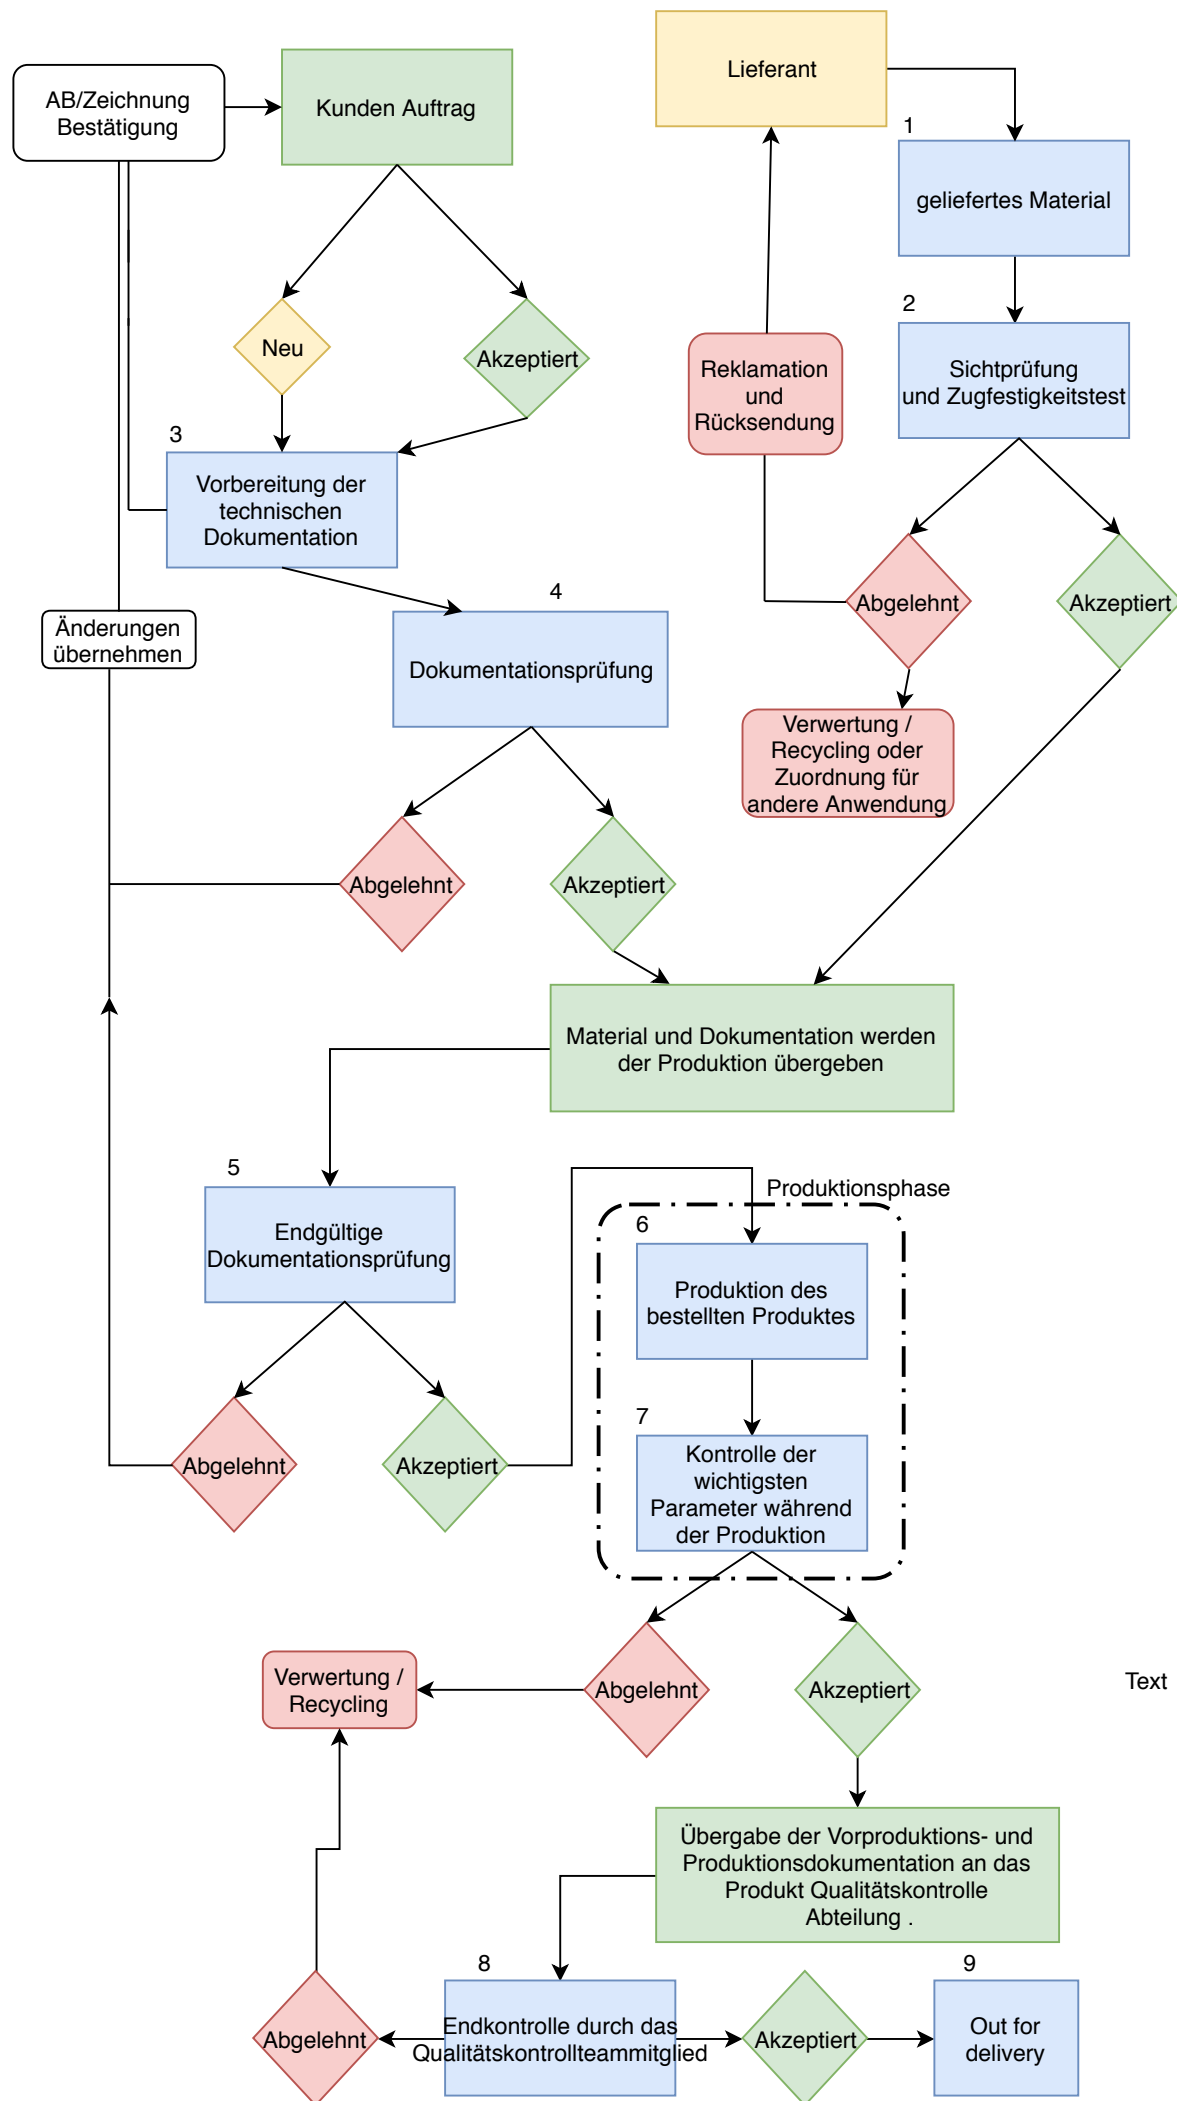 AB/Zeichnung
Bestätigung
Kunden Auftrag
Lieferant
1
geliefertes Material
2
Sichtprüfung
und Zugfestigkeitstest
Neu
Akzeptiert
Reklamation
und
Rücksendung
3
Vorbereitung der
technischen
Dokumentation
Abgelehnt
Akzeptiert
4
Dokumentationsprüfung
Änderungen
übernehmen
Verwertung /
Recycling oder
Zuordnung für
andere Anwendung
Abgelehnt
Akzeptiert
Material und Dokumentation werden
der Produktion übergeben
5
Endgültige
Dokumentationsprüfung
Produktionsphase
6
Produktion des
bestellten Produktes
7
Kontrolle der
wichtigsten
Parameter während
der Produktion
Abgelehnt
Akzeptiert
Verwertung /
Recycling
Abgelehnt
Akzeptiert
Text
Übergabe der Vorproduktions- und
Produktionsdokumentation an das
Produkt Qualitätskontrolle
Abteilung .
8
Endkontrolle durch das
Qualitätskontrollteammitglied
Abgelehnt
Akzeptiert
9
Out for
delivery